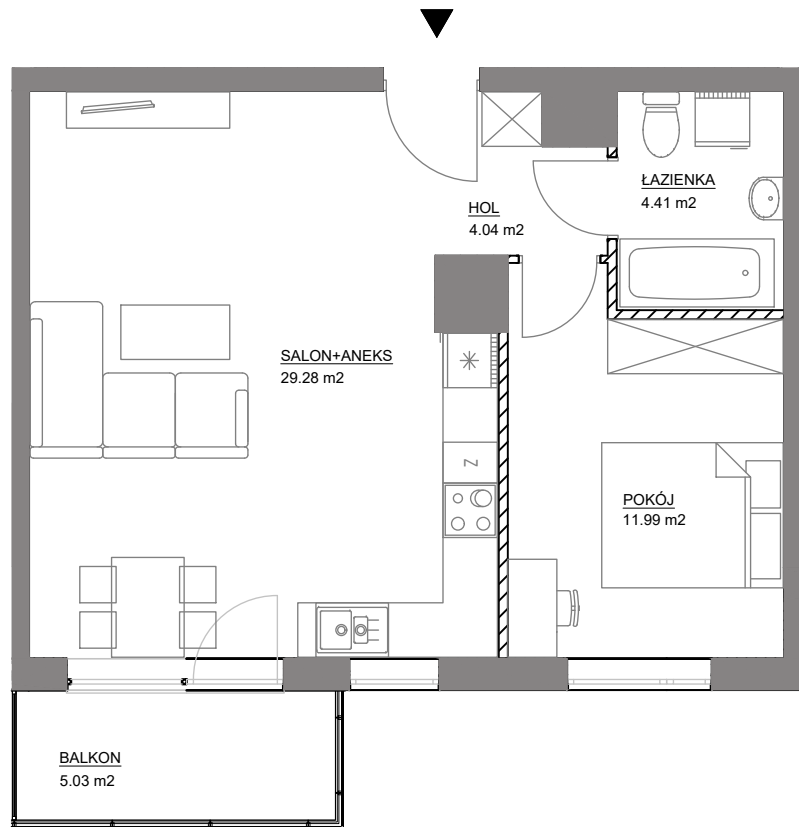 ŁAZIENKA
4.41 m2
HOL
4.04 m2
SALON+ANEKS
29.28 m2
Z
POKÓJ
11.99 m2
BALKON
5.03 m2